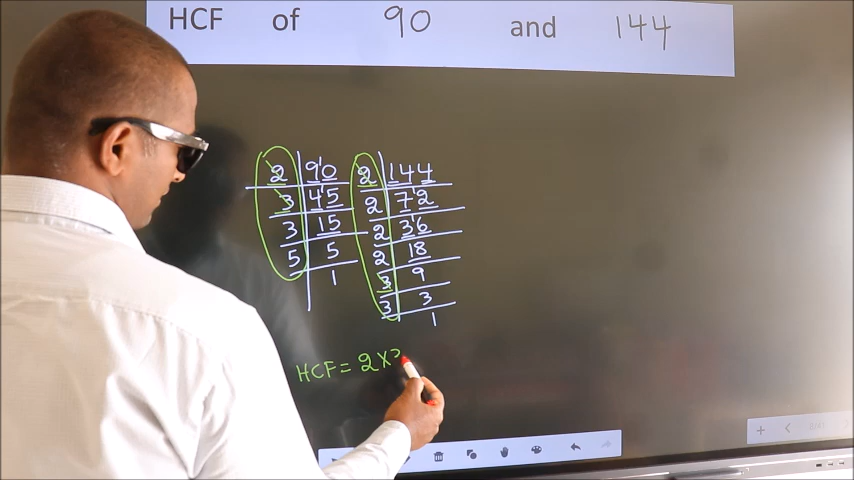 HCF of 90 and 144
2 90 2 144
3 45 2 72
3 15 2 36
5 5 2 18
1 3 9
3 3
1
HCF = 2 X 3